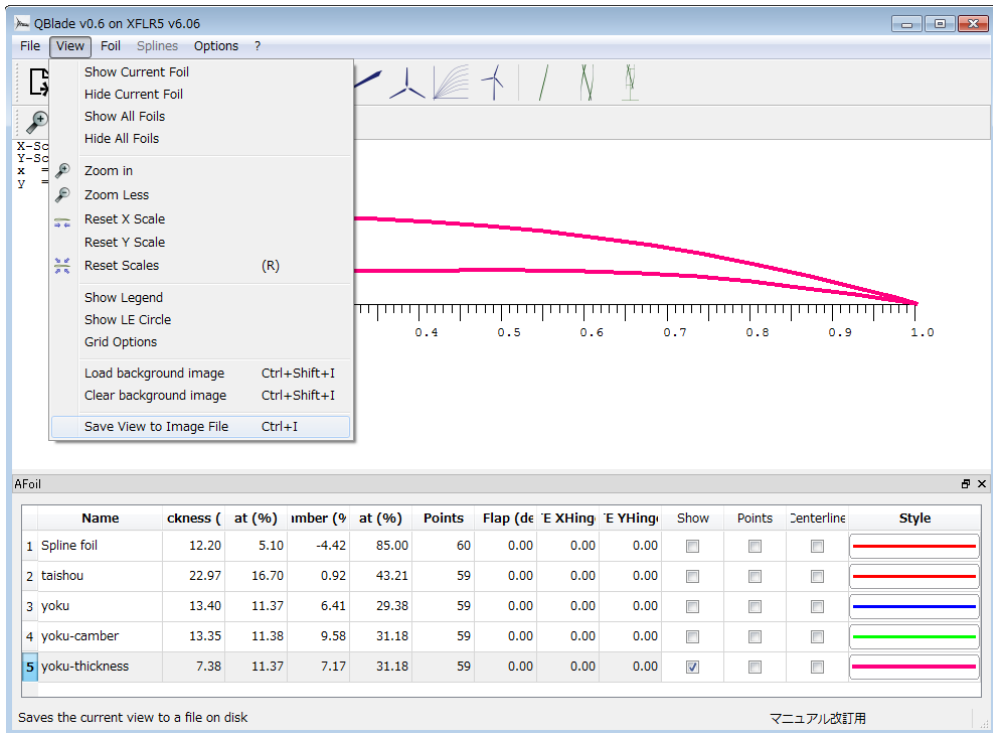 QBlade v0.6 on XFLR5 v6.06
File View Foil Splines Options ?
X-Sc
Y-Sc
x =
y =
Show Current Foil
Hide Current Foil
Show All Foils
Hide All Foils
Zoom in
Zoom Less
Reset X Scale
Reset Y Scale
Reset Scales (R)
Show Legend
Show LE Circle
Grid Options
Load background image Ctrl+Shift+I
Clear background image Ctrl+Shift+I
Save View to Image File Ctrl+I
0.4 0.5 0.6 0.7 0.8 0.9 1.0
AFoil
Name ckness ( at (%) mber (% at (%) Points Flap (de E XHing E YHing Show Points Centerline Style
1 Spline foil 12.20 5.10 -4.42 85.00 60 0.00 0.00 0.00
2 taishou 22.97 16.70 0.92 43.21 59 0.00 0.00 0.00
3 yoku 13.40 11.37 6.41 29.38 59 0.00 0.00 0.00
4 yoku-camber 13.35 11.38 9.58 31.18 59 0.00 0.00 0.00
5 yoku-thickness 7.38 11.37 7.17 31.18 59 0.00 0.00 0.00
Saves the current view to a file on disk マニュアル改訂用